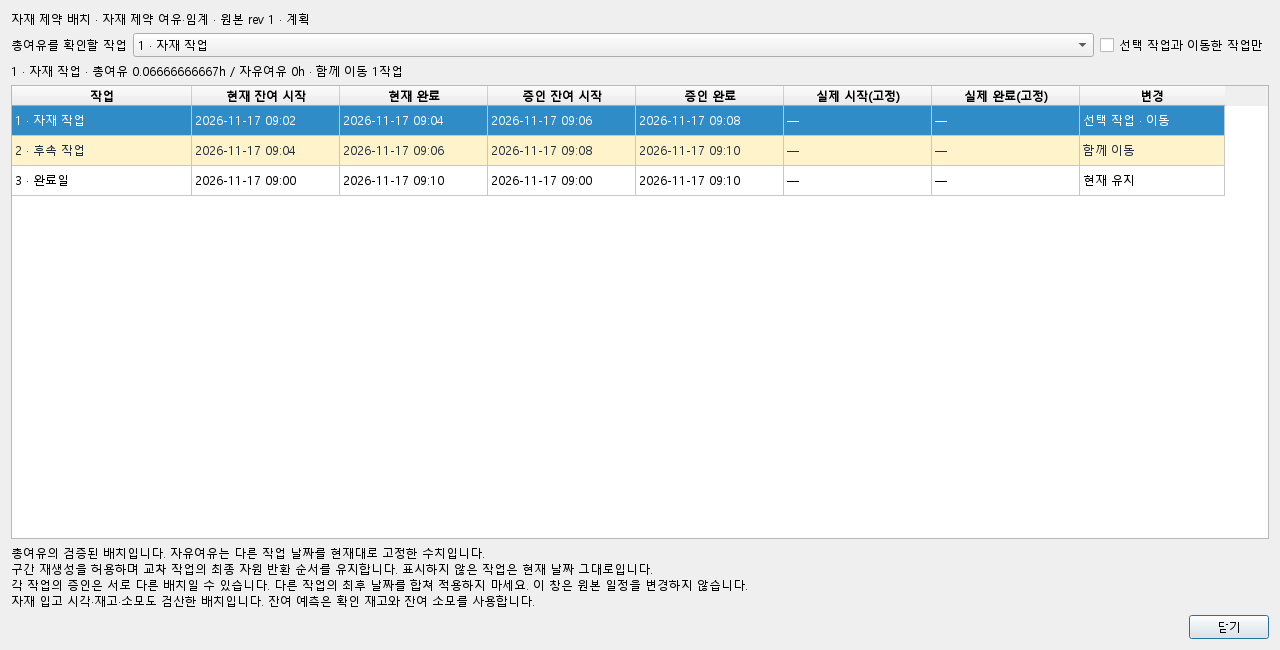 자재 제약 배치 · 자재 제약 여유·임계 · 원본 rev 1 · 계획
총여유를 확인할 작업 1 · 자재 작업 선택 작업과 이동한 작업만
1 · 자재 작업 · 총여유 0.06666666667h / 자유여유 0h · 함께 이동 1작업
작업 현재 잔여 시작 현재 완료 증인 잔여 시작 증인 완료 실제 시작(고정) 실제 완료(고정) 변경
1 · 자재 작업 2026-11-17 09:02 2026-11-17 09:04 2026-11-17 09:06 2026-11-17 09:08 — — 선택 작업 · 이동
2 · 후속 작업 2026-11-17 09:04 2026-11-17 09:06 2026-11-17 09:08 2026-11-17 09:10 — — 함께 이동
3 · 완료일 2026-11-17 09:00 2026-11-17 09:10 2026-11-17 09:00 2026-11-17 09:10 — — 현재 유지
총여유의 검증된 배치입니다. 자유여유는 다른 작업 날짜를 현재대로 고정한 수치입니다.
구간 재생성을 허용하며 교차 작업의 최종 자원 반환 순서를 유지합니다. 표시하지 않은 작업은 현재 날짜 그대로입니다.
각 작업의 증인은 서로 다른 배치일 수 있습니다. 다른 작업의 최후 날짜를 합쳐 적용하지 마세요. 이 창은 원본 일정을 변경하지 않습니다.
자재 입고 시각·재고·소모도 검산한 배치입니다. 잔여 예측은 확인 재고와 잔여 소모를 사용합니다.
닫기